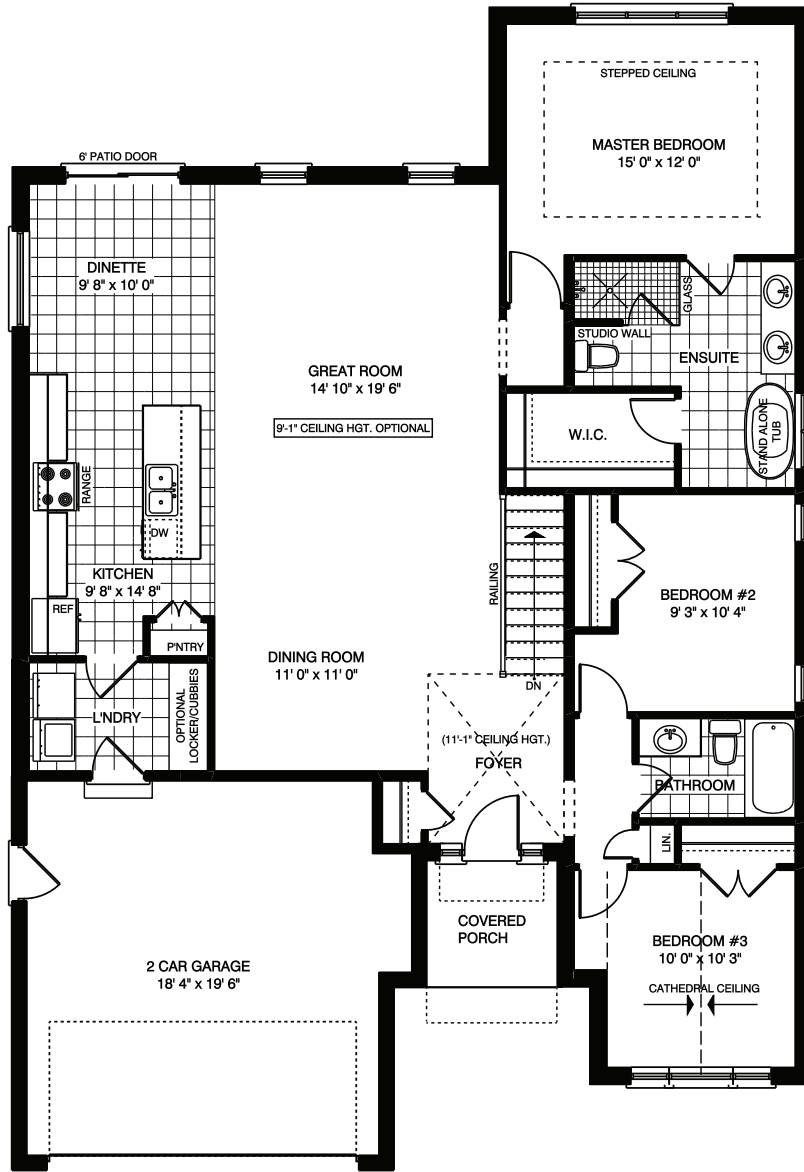 STEPPED CEILING
MASTER BEDROOM
15' 0" x 12' 0"
6' PATIO DOOR
DINETTE
9' 8" x 10' 0"
GLASS
STUDIO WALL
ENSUITE
GREAT ROOM
14' 10" x 19' 6"
9'-1" CEILING HGT. OPTIONAL
W.I.C.
STAND ALONE
TUB
RANGE
DW
KITCHEN
9' 8" x 14' 8"
REF
P'NTRY
RAILING
BEDROOM #2
9' 3" x 10' 4"
DINING ROOM
11' 0" x 11' 0"
DN
L'NDRY
OPTIONAL
LOCKER/CUBBIES
(11'-1" CEILING HGT.)
FOYER
BATHROOM
LIN.
COVERED
PORCH
BEDROOM #3
10' 0" x 10' 3"
CATHEDRAL CEILING
2 CAR GARAGE
18' 4" x 19' 6"